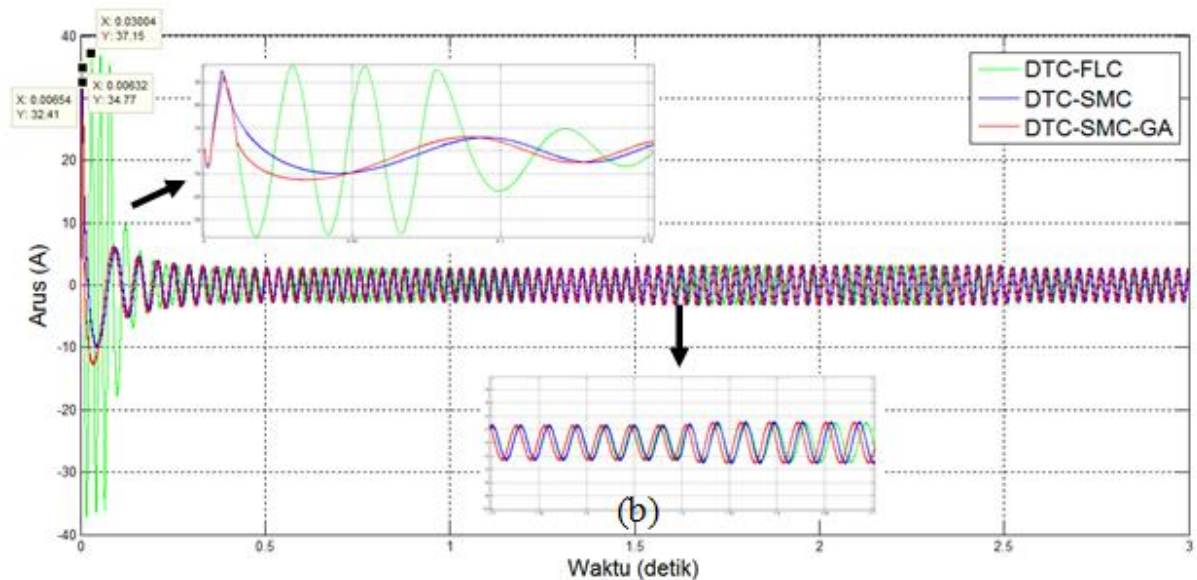 X: 0.03004
Y: 37.15
X: 0.00654
Y: 32.41
X: 0.00632
Y: 34.77
DTC-FLC
DTC-SMC
DTC-SMC-GA
Arus (A)
40
20
10
0
-10
-20
-30
-40
(b)
0
0.5
1
1.5
2
2.5
3
Waktu (detik)